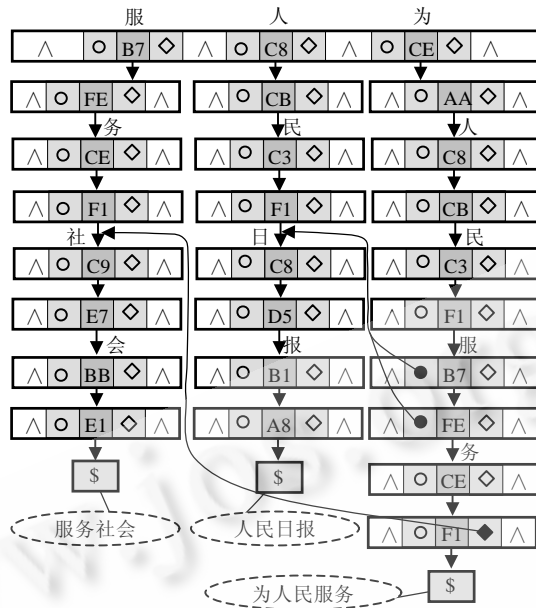 服 人 为
∧ ○ B7 ◇ ∧ ○ C8 ◇ ∧ ○ CE ◇ ∧
∧ ○ FE ◇ ∧ ∧ ○ CB ◇ ∧ ∧ ○ AA ◇ ∧
务 民 人
∧ ○ CE ◇ ∧ ∧ ○ C3 ◇ ∧ ∧ ○ C8 ◇ ∧
∧ ○ F1 ◇ ∧ ∧ ○ F1 ◇ ∧ ∧ ○ CB ◇ ∧
社 日 民
∧ ○ C9 ◇ ∧ ∧ ○ C8 ◇ ∧ ∧ ○ C3 ◇ ∧
∧ ○ E7 ◇ ∧ ∧ ○ D5 ◇ ∧ ∧ ○ F1 ◇ ∧
会 报 服
∧ ○ BB ◇ ∧ ∧ ○ B1 ◇ ∧ ∧ ● B7 ◇ ∧
∧ ○ E1 ◇ ∧ ∧ ○ A8 ◇ ∧ ∧ ● FE ◇ ∧
务
$ $ ∧ ○ CE ◇ ∧
服务社会 人民日报 ∧ ○ F1 ◆ ∧
为人民服务 $